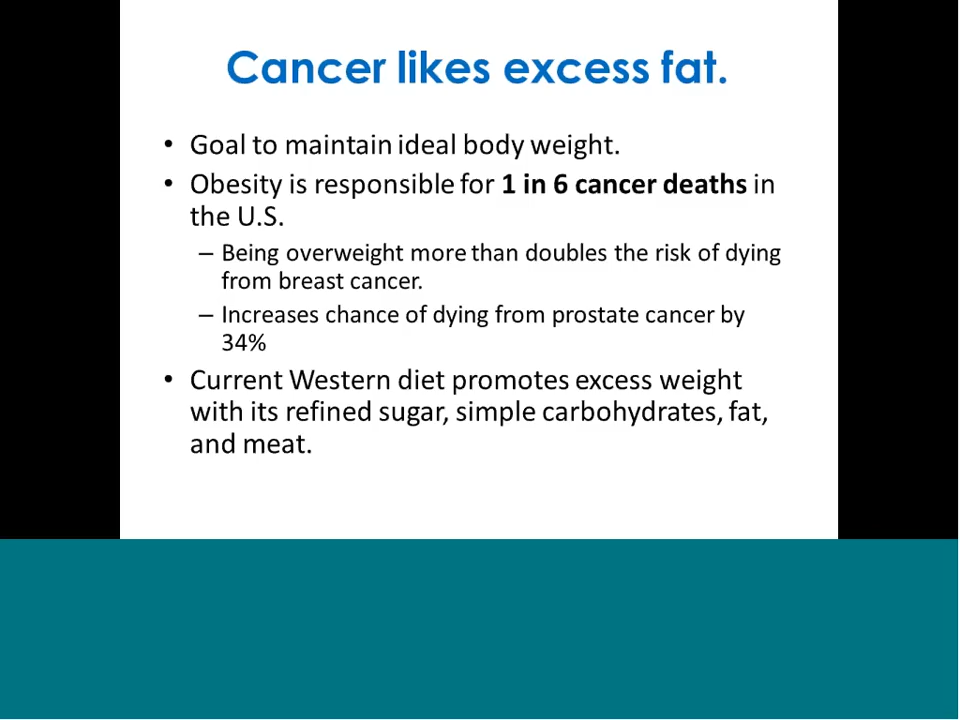 Cancer likes excess fat.
• Goal to maintain ideal body weight.
• Obesity is responsible for 1 in 6 cancer deaths in
the U.S.
– Being overweight more than doubles the risk of dying
from breast cancer.
– Increases chance of dying from prostate cancer by
34%
• Current Western diet promotes excess weight
with its refined sugar, simple carbohydrates, fat,
and meat.